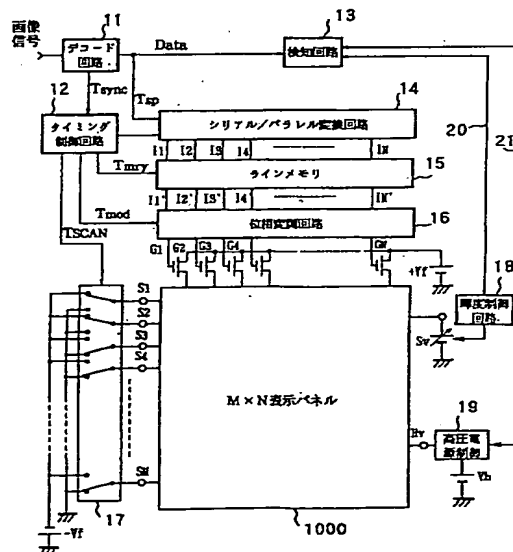 画像
信号
11
デコード
回路
Data
13
検知回路
12
Tsync
Tsp
14
タイミング
制御回路
シリアル/パラレル変換回路
20
21
I1 I2 I3 I4 IN
Tmry
ラインメモリ
15
I1' I2' I3' I4 IN'
Tmod
位相変調回路
16
TSCAN
G1 G2 G3 G4 GN
+Vf
18
輝度制御
回路
S1
S2
S3
S4
Sv
M×N表示パネル
19
Hv
高圧電
源制御
SM
Vh
17
-Vf
1000